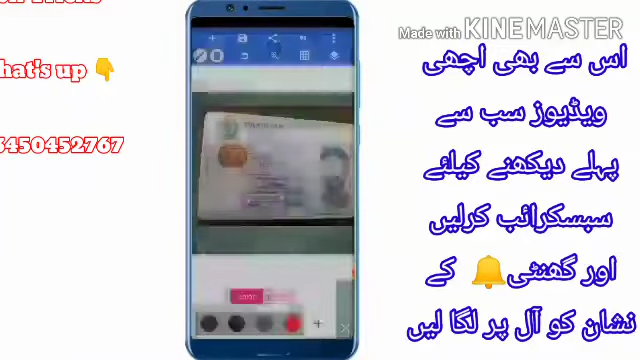 Made with KINEMASTER
hat's up 👇
3450452767
PAKISTAN
اس سے بھی اچھی
ویڈیوز سب سے
پہلے دیکھنے کیلئے
سبسکرائب کرلیں
اور گھنٹی🔔 کے
نشان کو آل پر لگا لیں